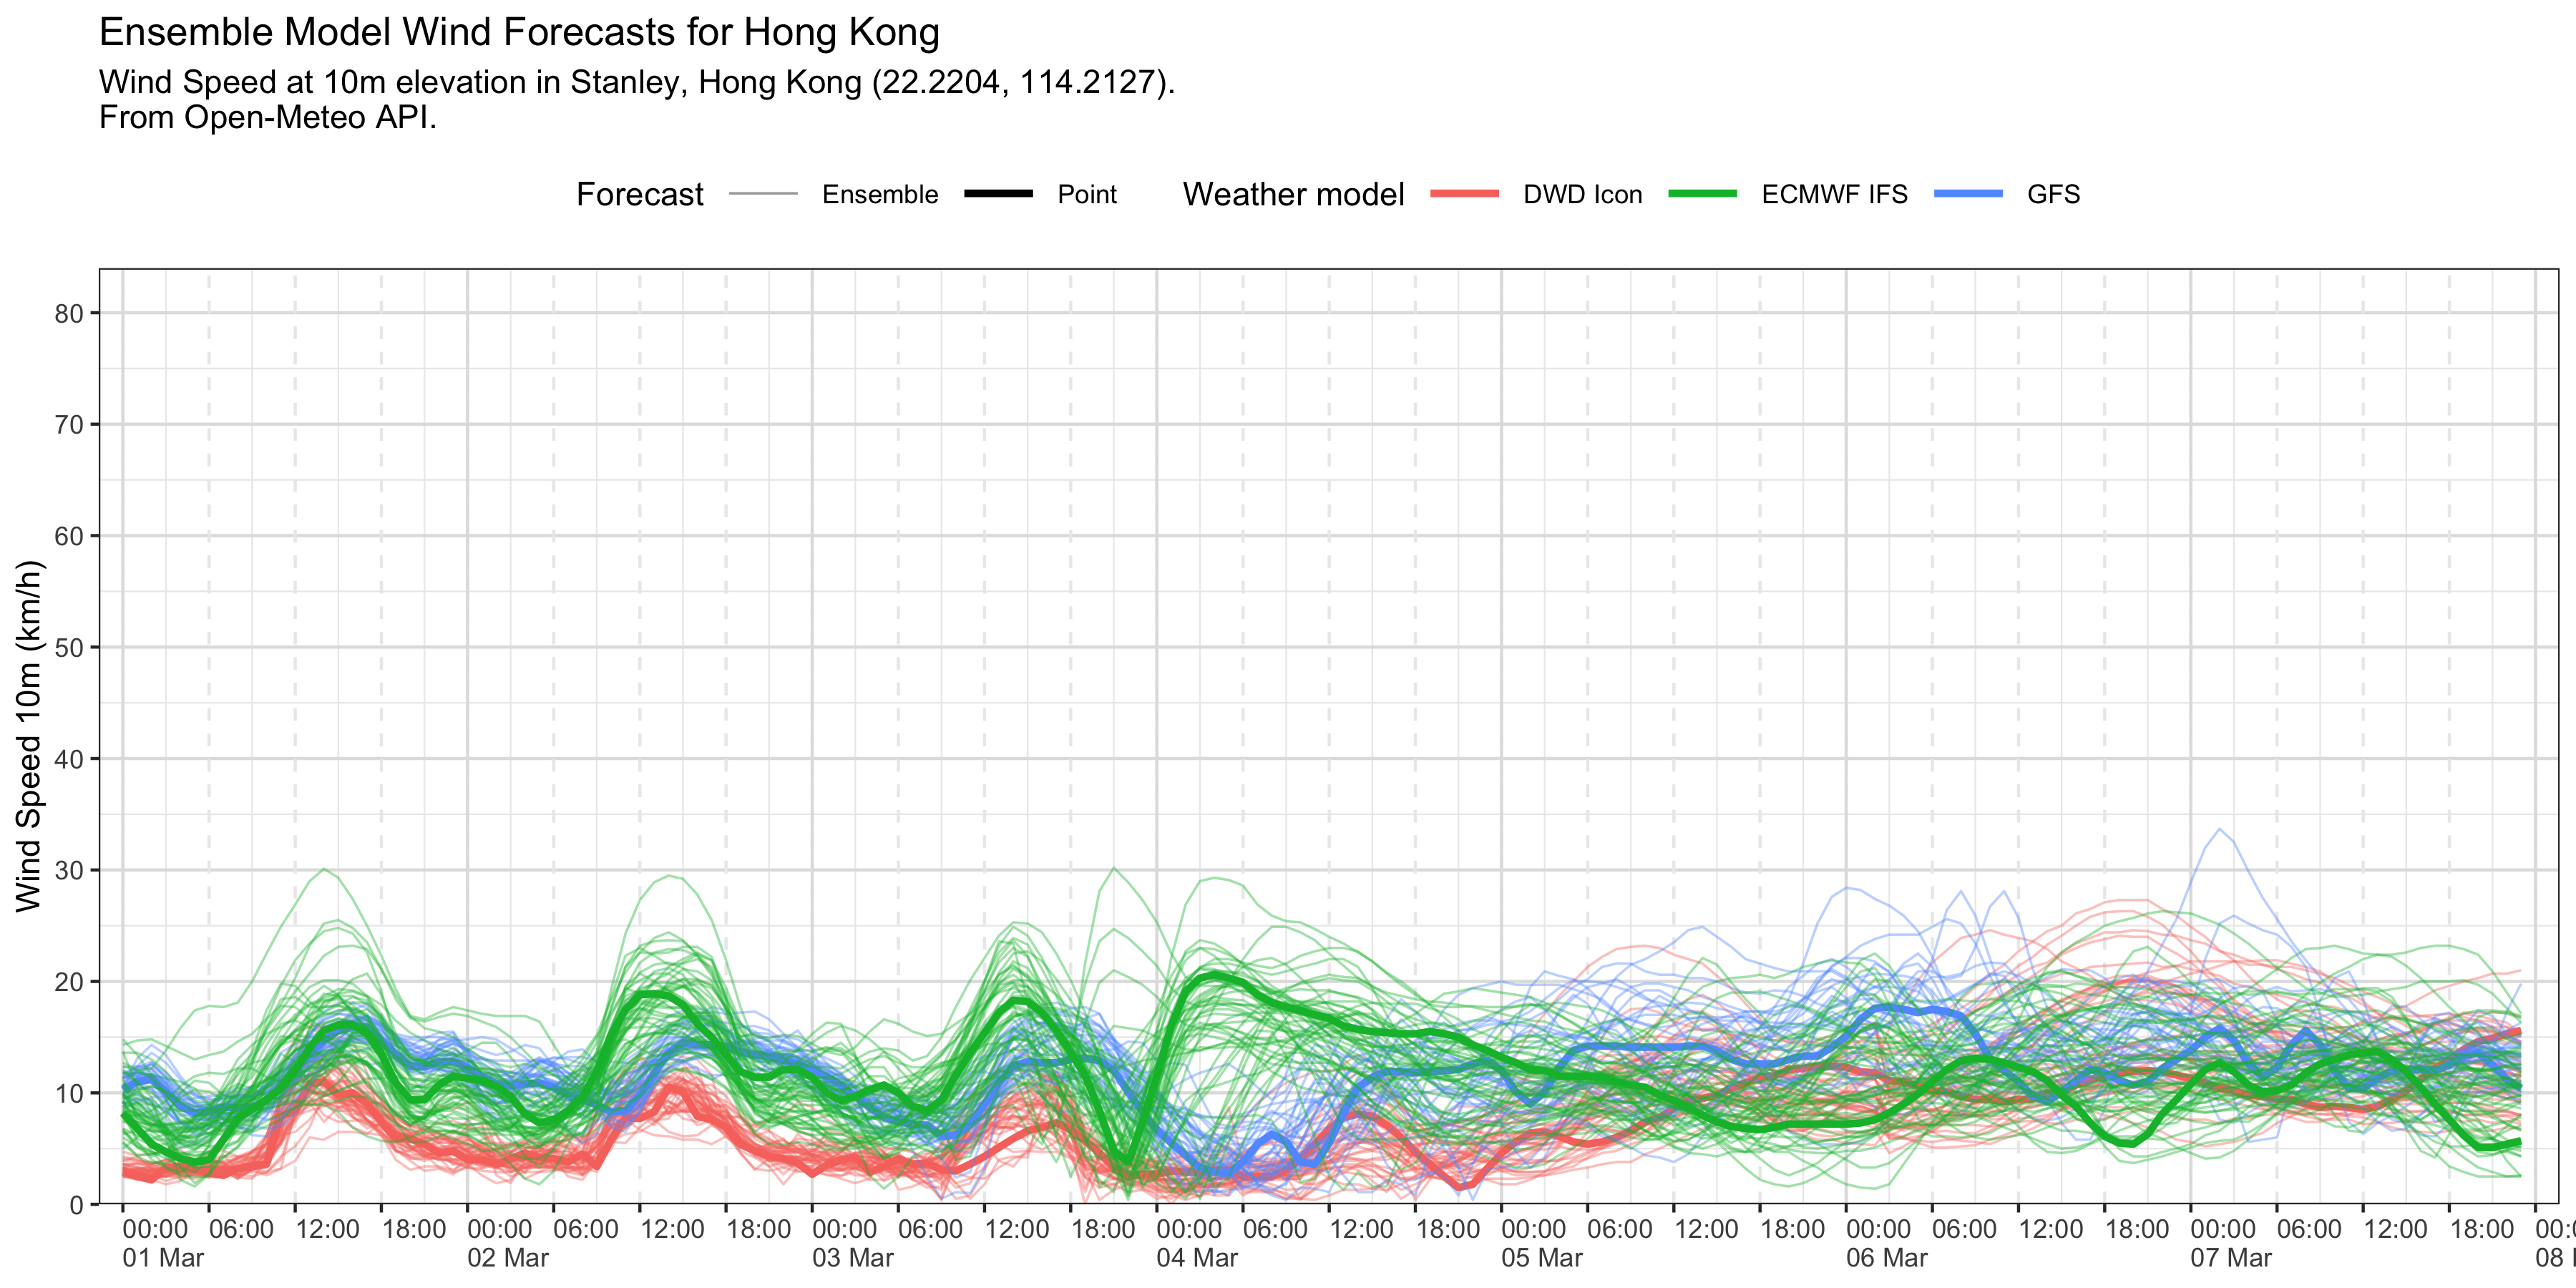 Ensemble Model Wind Forecasts for Hong Kong
Wind Speed at 10m elevation in Stanley, Hong Kong (22.2204, 114.2127).
From Open-Meteo API.
Forecast Ensemble Point Weather model DWD Icon ECMWF IFS GFS
Wind Speed 10m (km/h)
80
70
60
50
40
30
20
10
0
00:00 06:00 12:00 18:00 00:00 06:00 12:00 18:00 00:00 06:00 12:00 18:00 00:00 06:00 12:00 18:00 00:00 06:00 12:00 18:00 00:00 06:00 12:00 18:00 00:00 06:00 12:00 18:00
01 Mar 02 Mar 03 Mar 04 Mar 05 Mar 06 Mar 07 Mar 08